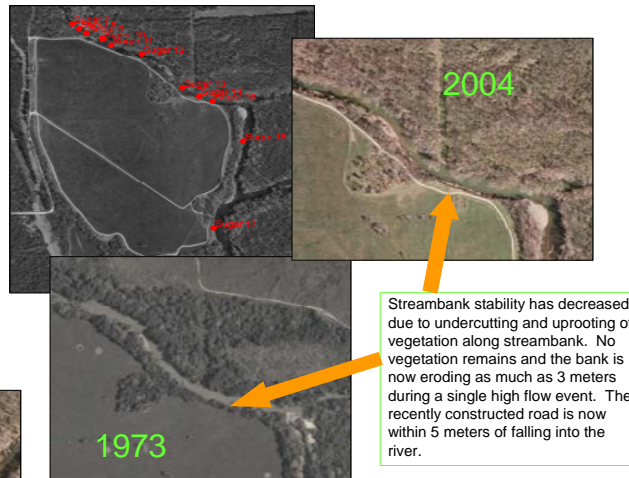 2004
Streambank stability has decreased
due to undercutting and uprooting of
vegetation along streambank.  No
vegetation remains and the bank is
now eroding as much as 3 meters
during a single high flow event.  The
recently constructed road is now
within 5 meters of falling into the
river.
1973